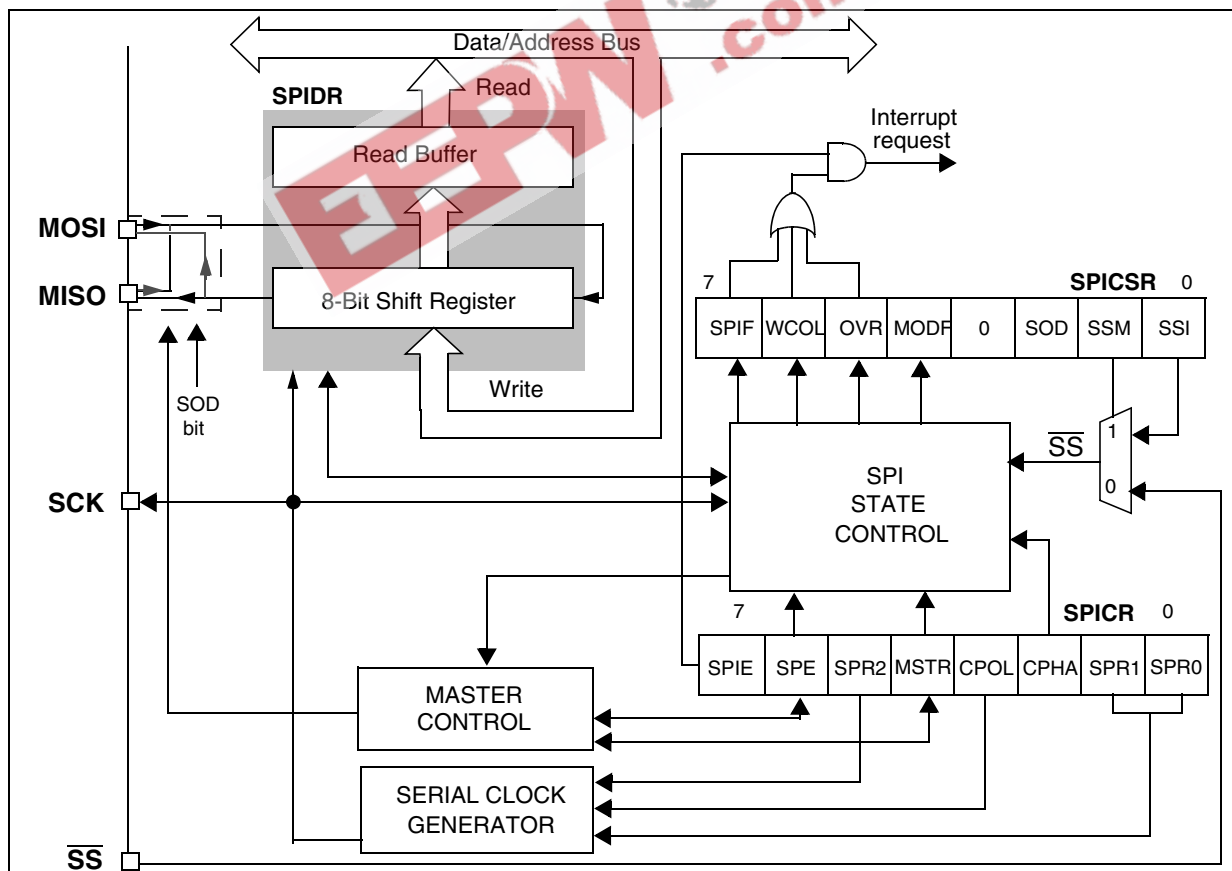 Data/Address Bus
SPIDR
Read
Read Buffer
8-Bit Shift Register
Write
EEPW
.com
Interrupt
request
MOSI
MISO
SOD
bit
SCK
SS
7
SPICSR
0
SPIF
WCOL
OVR
MODF
0
SOD
SSM
SSI
SS
1
0
SPI
STATE
CONTROL
7
SPICR
0
SPIE
SPE
SPR2
MSTR
CPOL
CPHA
SPR1
SPR0
MASTER
CONTROL
SERIAL CLOCK
GENERATOR